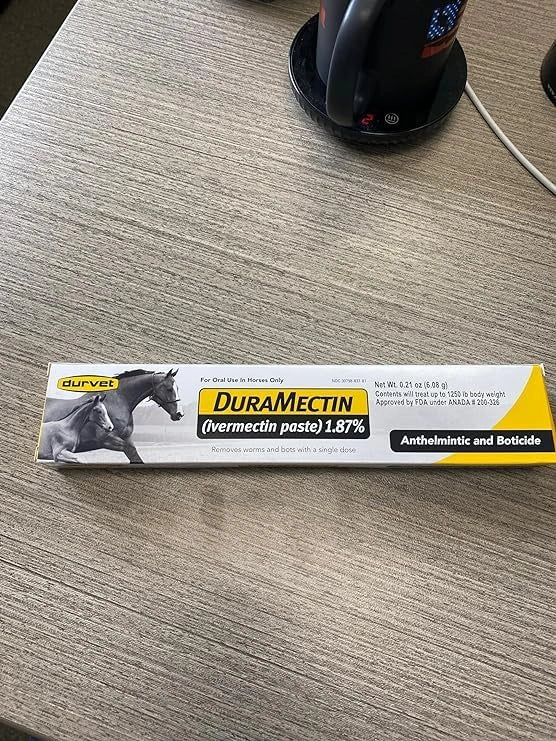 2
durvet
For Oral Use In Horses Only
DURAMECTIN
(ivermectin paste) 1.87%
Removes worms and bots with a single dose
Net Wt. 0.21 oz (6.08 g)
Contents will treat up to 1250 lb body weight
Approved by FDA under ANADA # 200-326
Anthelmintic and Boticide